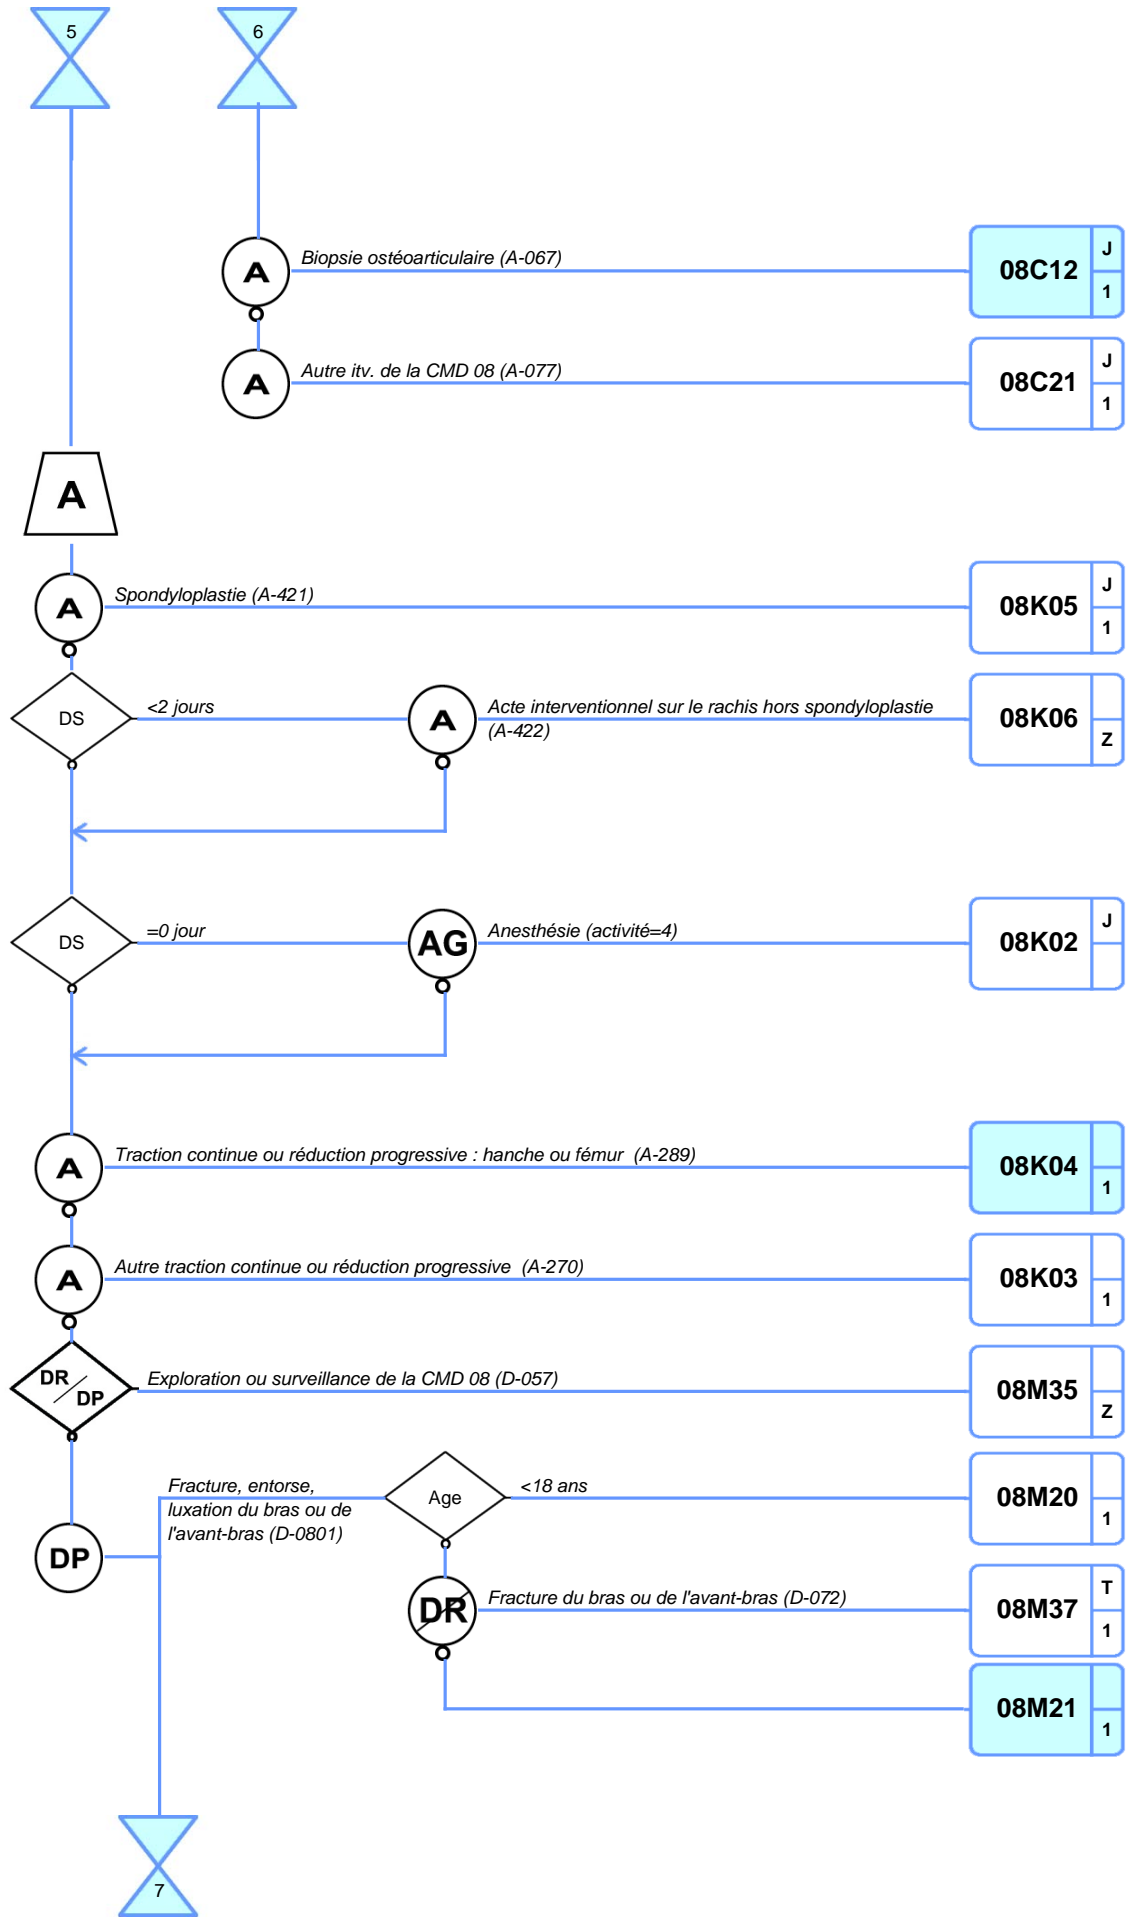 5
6
A
Biopsie ostéoarticulaire (A-067)
08C12
J
1
A
Autre itv. de la CMD 08 (A-077)
08C21
J
1
A
A
Spondyloplastie (A-421)
08K05
J
1
DS
<2 jours
A
Acte interventionnel sur le rachis hors spondyloplastie
(A-422)
08K06
Z
DS
=0 jour
AG
Anesthésie (activité=4)
08K02
J
A
Traction continue ou réduction progressive : hanche ou fémur (A-289)
08K04
1
A
Autre traction continue ou réduction progressive (A-270)
08K03
1
DR
DP
Exploration ou surveillance de la CMD 08 (D-057)
08M35
Z
DP
Fracture, entorse,
luxation du bras ou de
l'avant-bras (D-0801)
Age
<18 ans
08M20
1
DR
Fracture du bras ou de l'avant-bras (D-072)
08M37
T
1
08M21
1
7